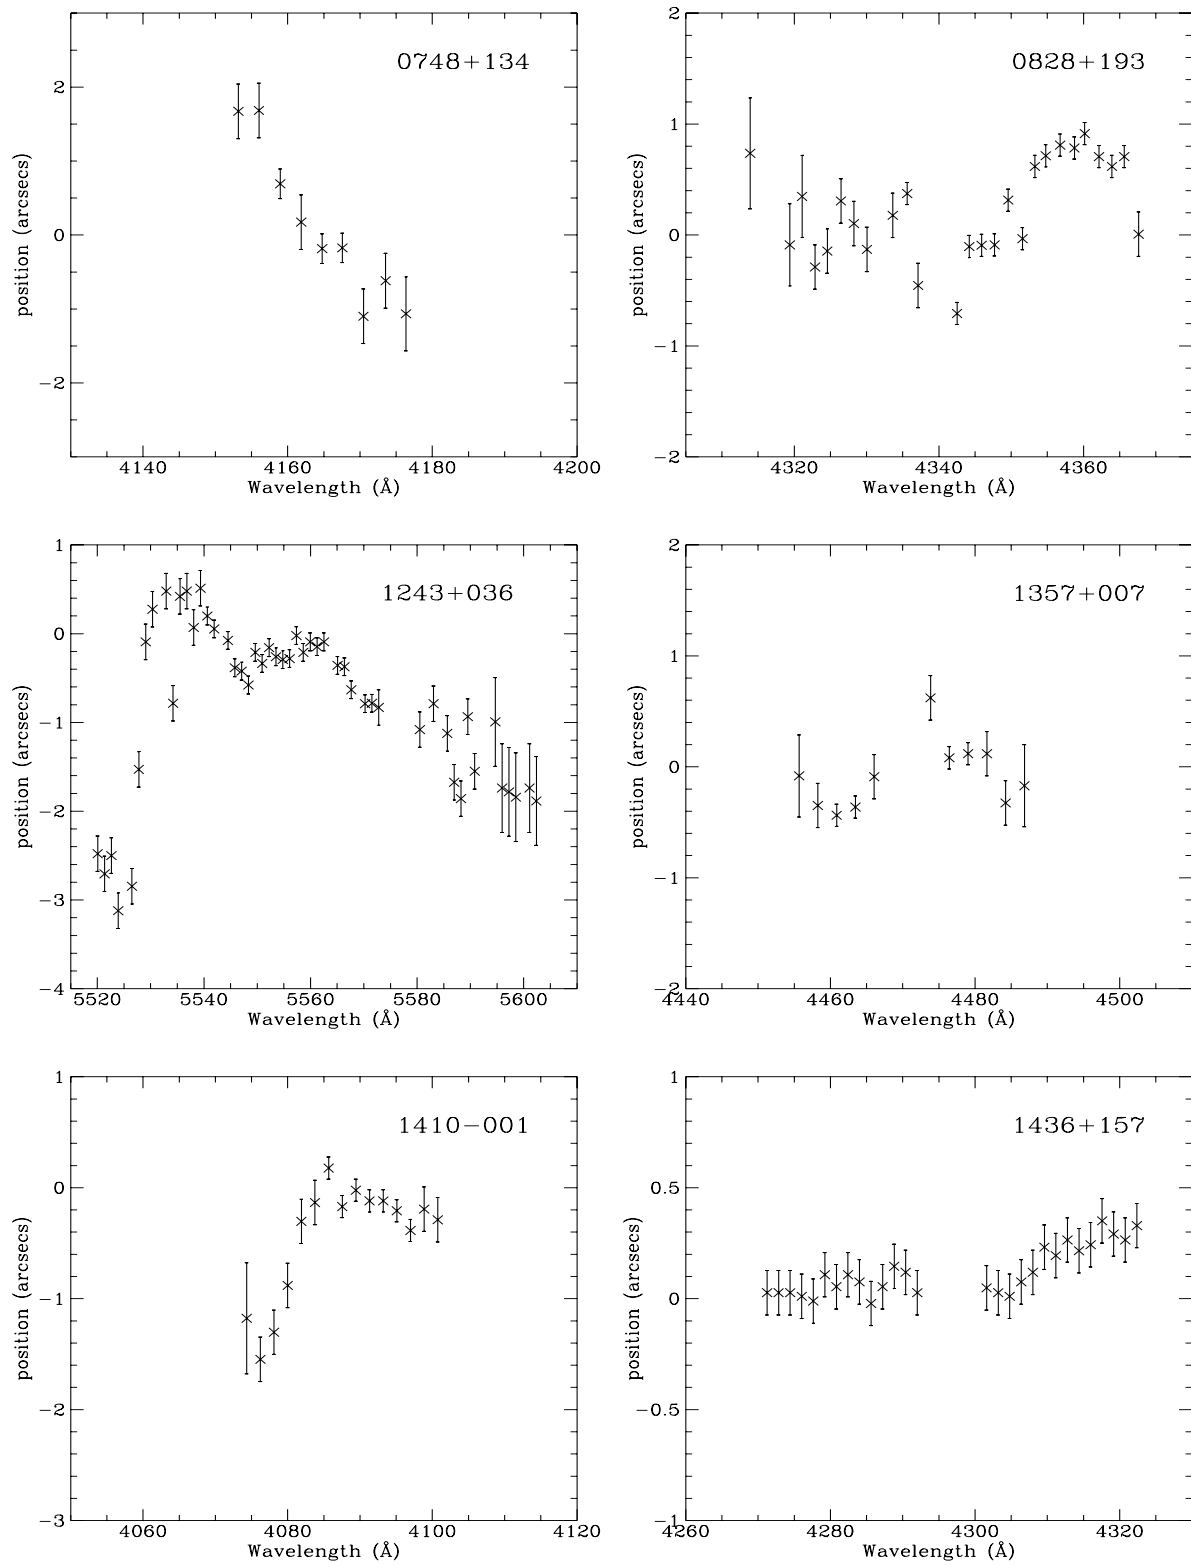 0748+134
2
0
−2
position (arcsecs)
4140 4160 4180 4200
Wavelength (Å)
0828+193
2
1
0
−1
−2
position (arcsecs)
4320 4340 4360
Wavelength (Å)
1243+036
1
0
−1
−2
−3
−4
position (arcsecs)
5520 5540 5560 5580 5600
Wavelength (Å)
1357+007
2
1
0
−1
−2
position (arcsecs)
4440 4460 4480 4500
Wavelength (Å)
1410−001
1
0
−1
−2
−3
position (arcsecs)
4060 4080 4100 4120
Wavelength (Å)
1436+157
1
0.5
0
−0.5
−1
position (arcsecs)
4260 4280 4300 4320
Wavelength (Å)